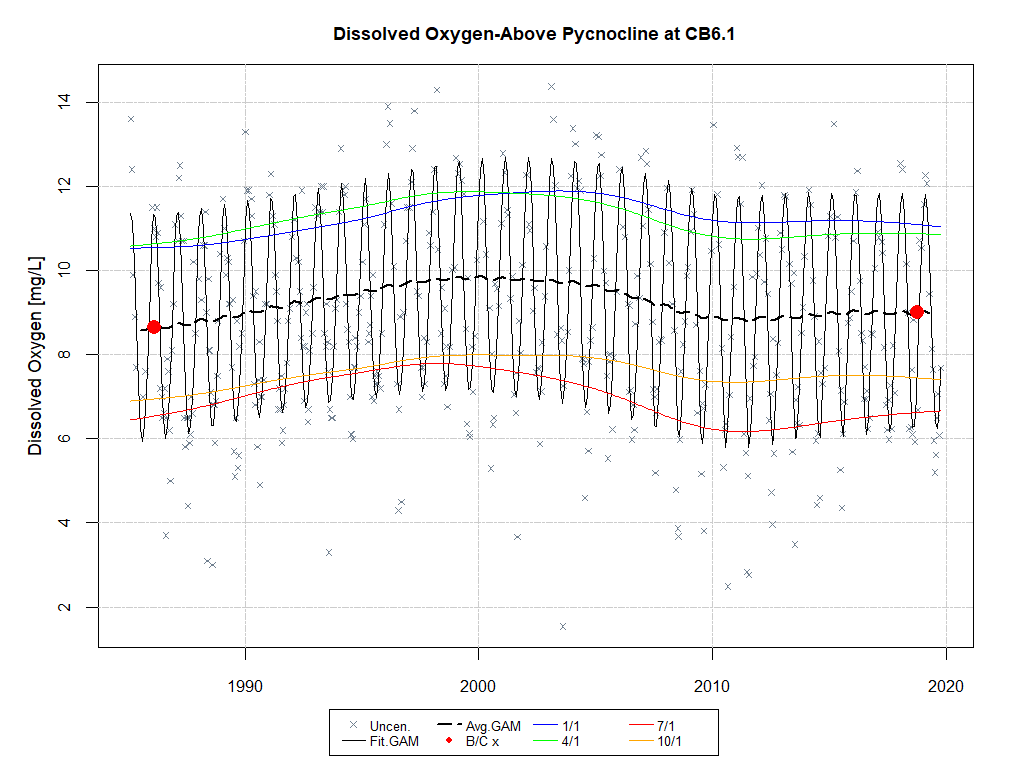 Dissolved Oxygen-Above Pycnocline at CB6.1
Dissolved Oxygen [mg/L]
14
12
10
8
6
4
2
1990 2000 2010 2020
Uncen. Avg.GAM 1/1 7/1
Fit.GAM B/C x 4/1 10/1